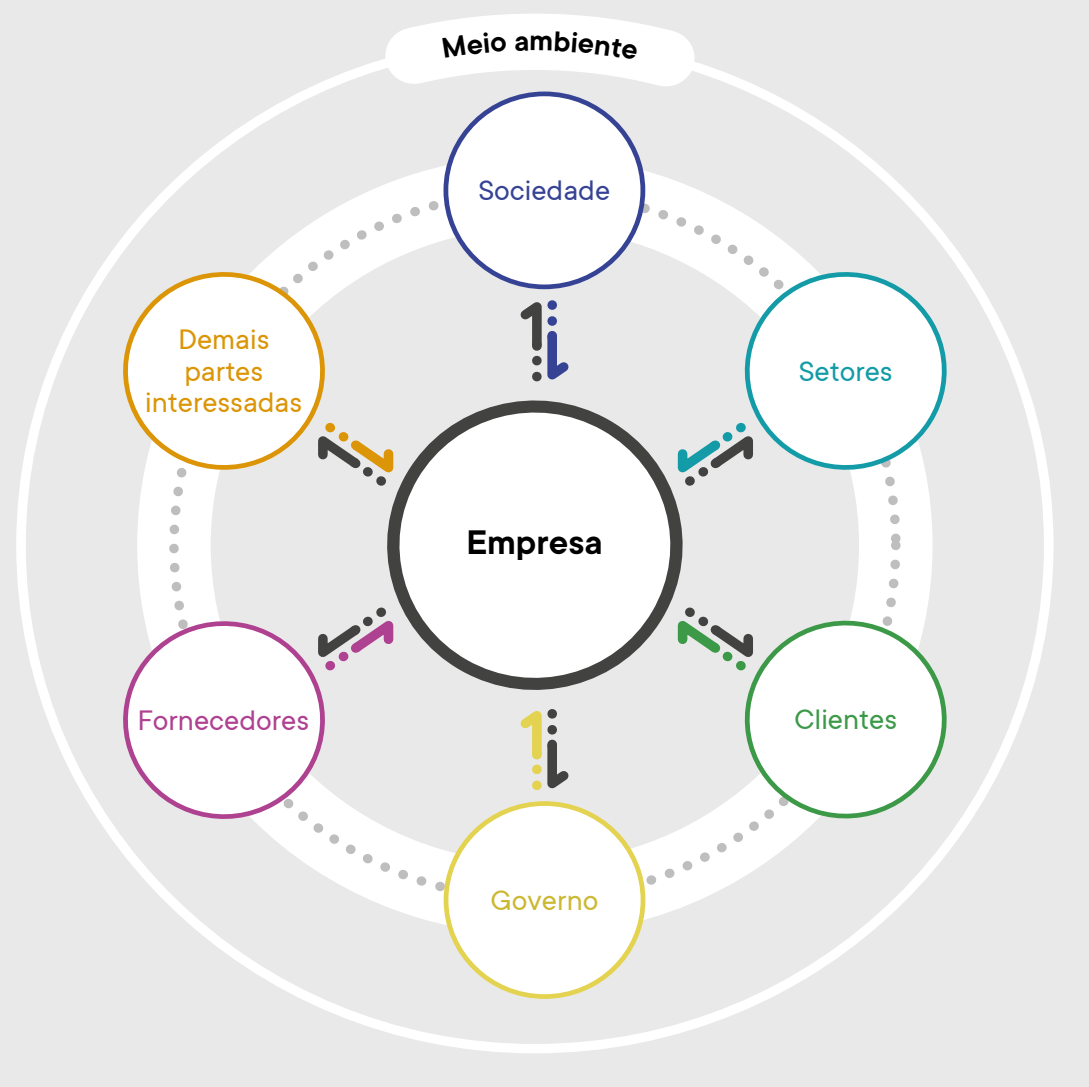 Meio ambiente
Sociedade
Demais
partes
interessadas
Setores
Empresa
Fornecedores
Clientes
Governo